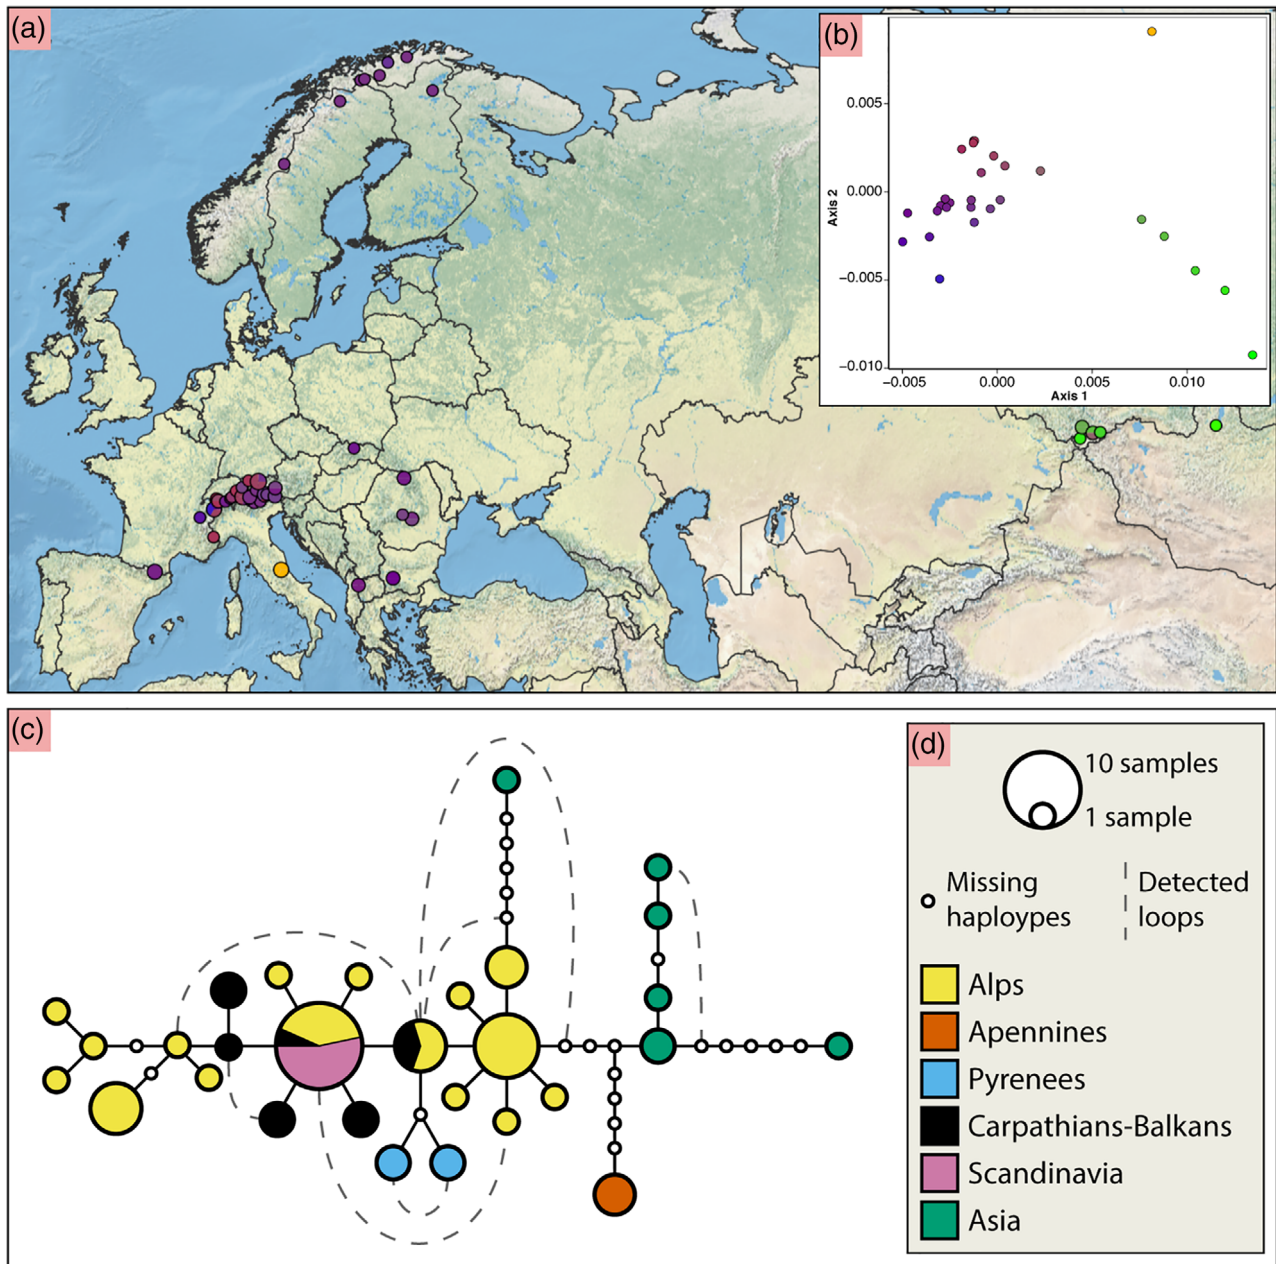 (a)
(b)
0.005
0.000
−0.005
−0.010
Axis 2
−0.005
0.000
0.005
0.010
Axis 1
(c)
(d)
10 samples
1 sample
Missing
haploypes
Detected
loops
Alps
Apennines
Pyrenees
Carpathians-Balkans
Scandinavia
Asia